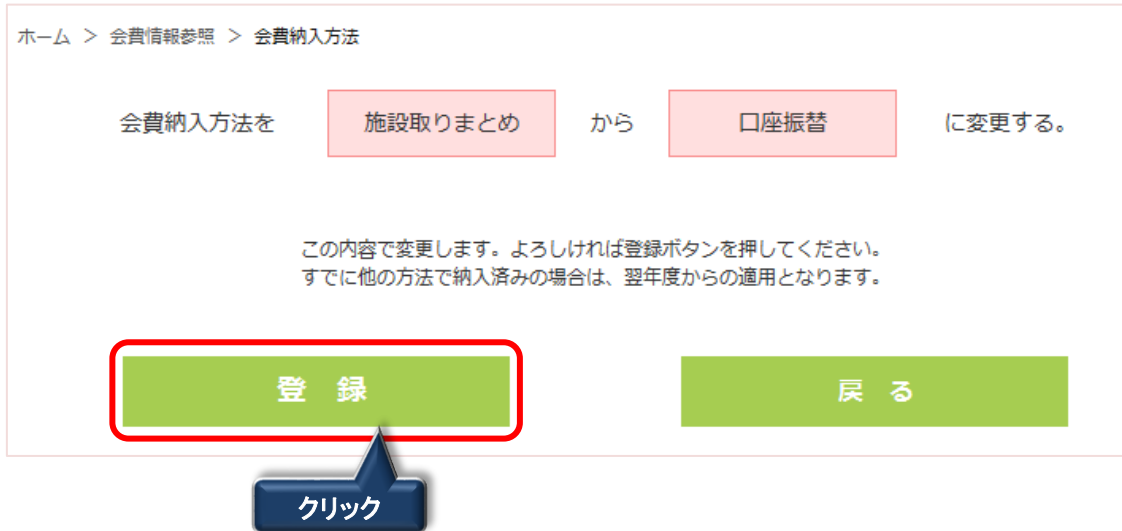 ホーム > 会費情報参照 > 会費納入方法
会費納入方法を 施設取りまとめ から 口座振替 に変更する。
この内容で変更します。よろしければ登録ボタンを押してください。
すでに他の方法で納入済みの場合は、翌年度からの適用となります。
登 録 戻 る
クリック